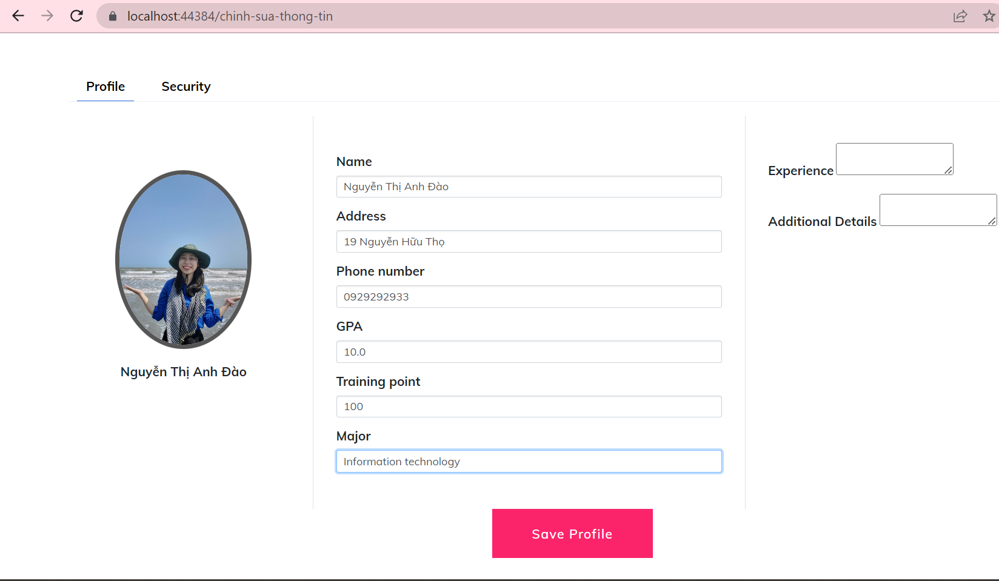 localhost:44384/chinh-sua-thong-tin
Profile
Security
Nguyễn Thị Anh Đào
Name
Nguyễn Thị Anh Đào
Address
19 Nguyễn Hữu Thọ
Phone number
0929292933
GPA
10.0
Training point
100
Major
Information technology
Experience
Additional Details
Save Profile